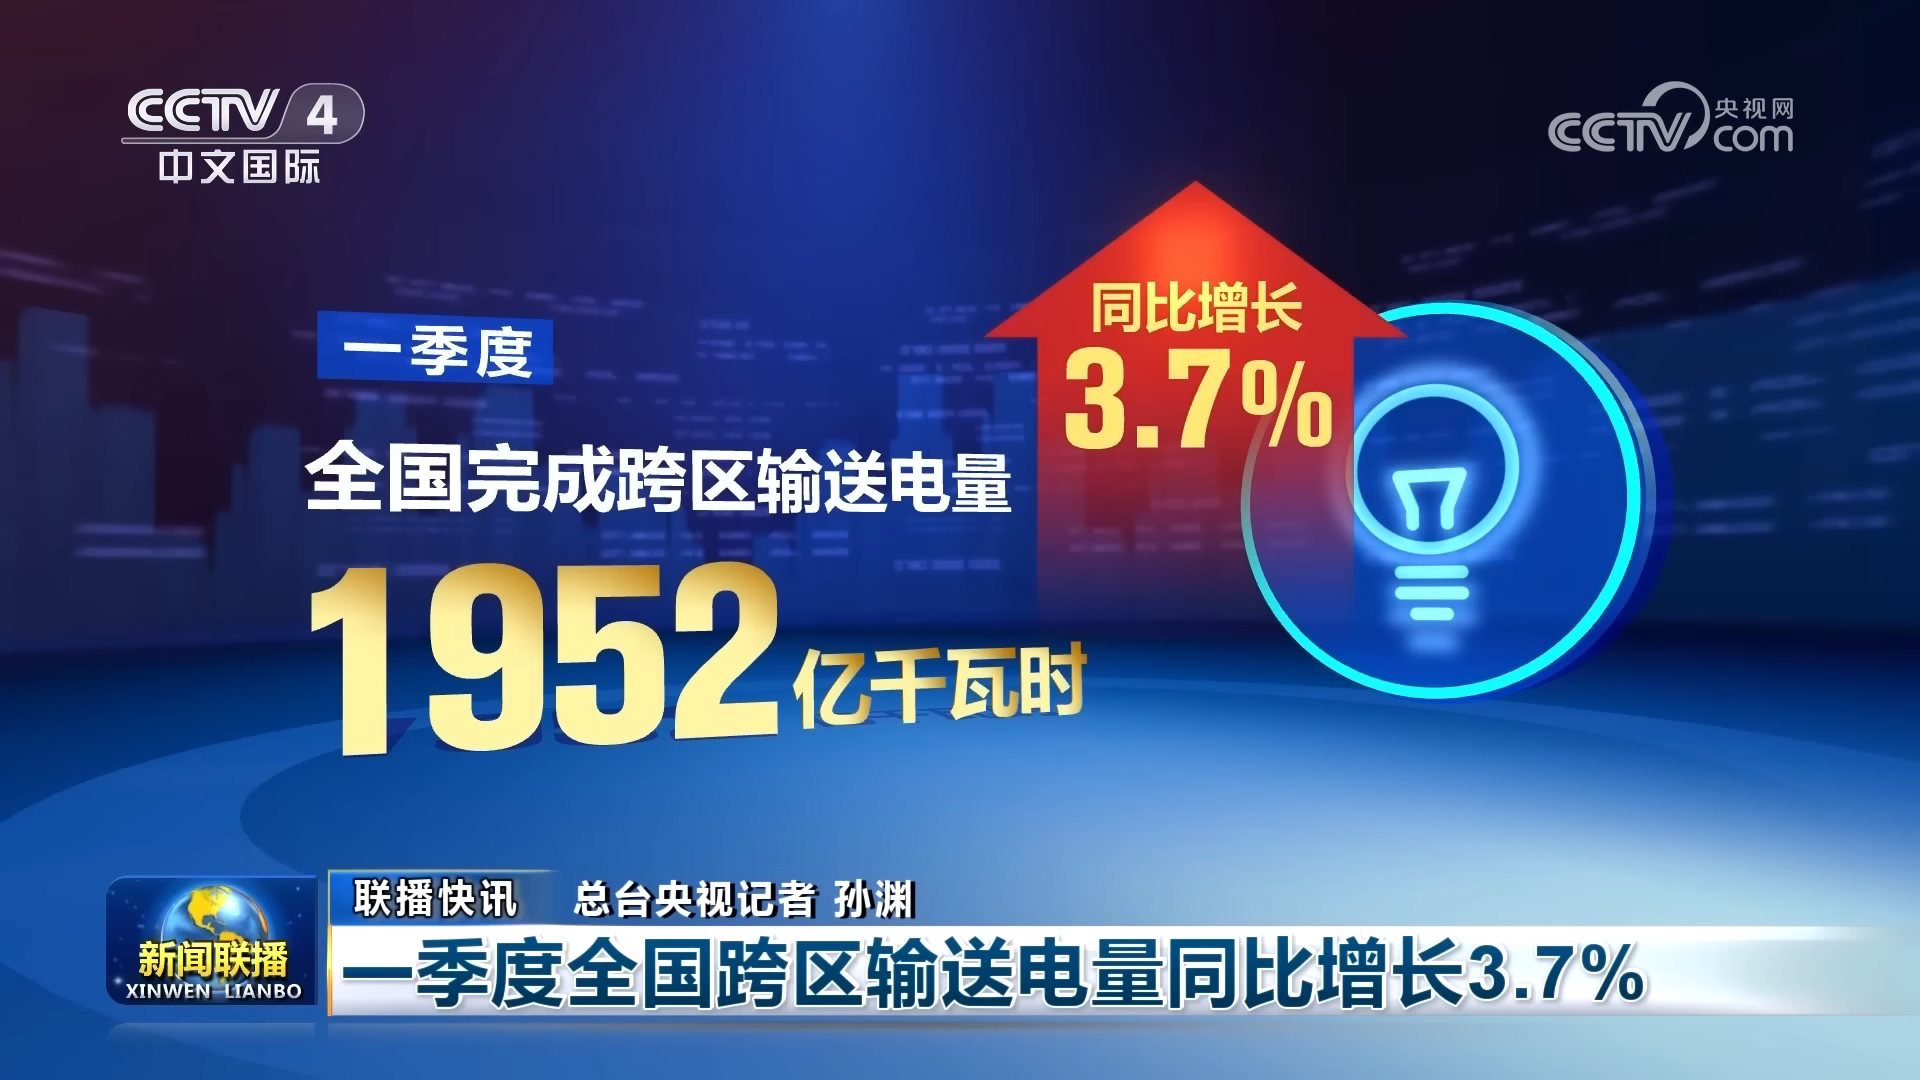 CCTV 4
中文国际
央视网
CCTV com
一季度
全国完成跨区输送电量
1952亿千瓦时
同比增长
3.7%
联播快讯 总台央视记者 孙渊
新闻联播
XINWEN LIANBO
一季度全国跨区输送电量同比增长3.7%